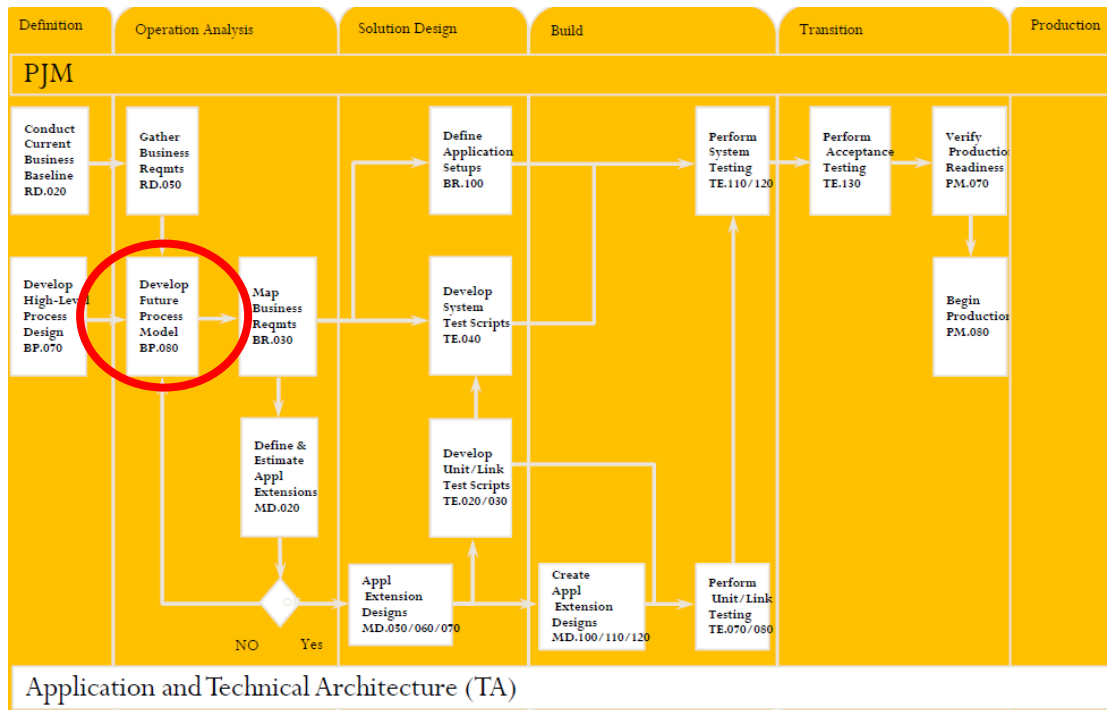 Definition
Operation Analysis
Solution Design
Build
Transition
Production
PJM
Conduct
Current
Business
Baseline
RD.020
Gather
Business
Reqmts
RD.050
Define
Application
Setups
BR.100
Perform
System
Testing
TE.110/120
Perform
Acceptance
Testing
TE.130
Verify
Productio
Readiness
PM.070
Develop
High-Level
Process
Design
BP.070
Develop
Future
Process
Model
BP.080
Map
Business
Reqmts
BR.030
Develop
System
Test Scripts
TE.040
Begin
Production
PM.080
Define &
Estimate
Appl
Extensions
MD.020
Develop
Unit/Link
Test Scripts
TE.020/030
Appl
Extension
Designs
MD.050/060/070
Create
Appl
Extension
Designs
MD.100/110/120
Perform
Unit/Link
Testing
TE.070/080
NO
Yes
Application and Technical Architecture (TA)